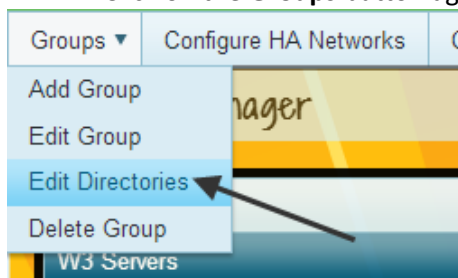 Groups ▼ Configure HA Networks
Add Group
nager
Edit Group
Edit Directories
Delete Group
W3 Servers